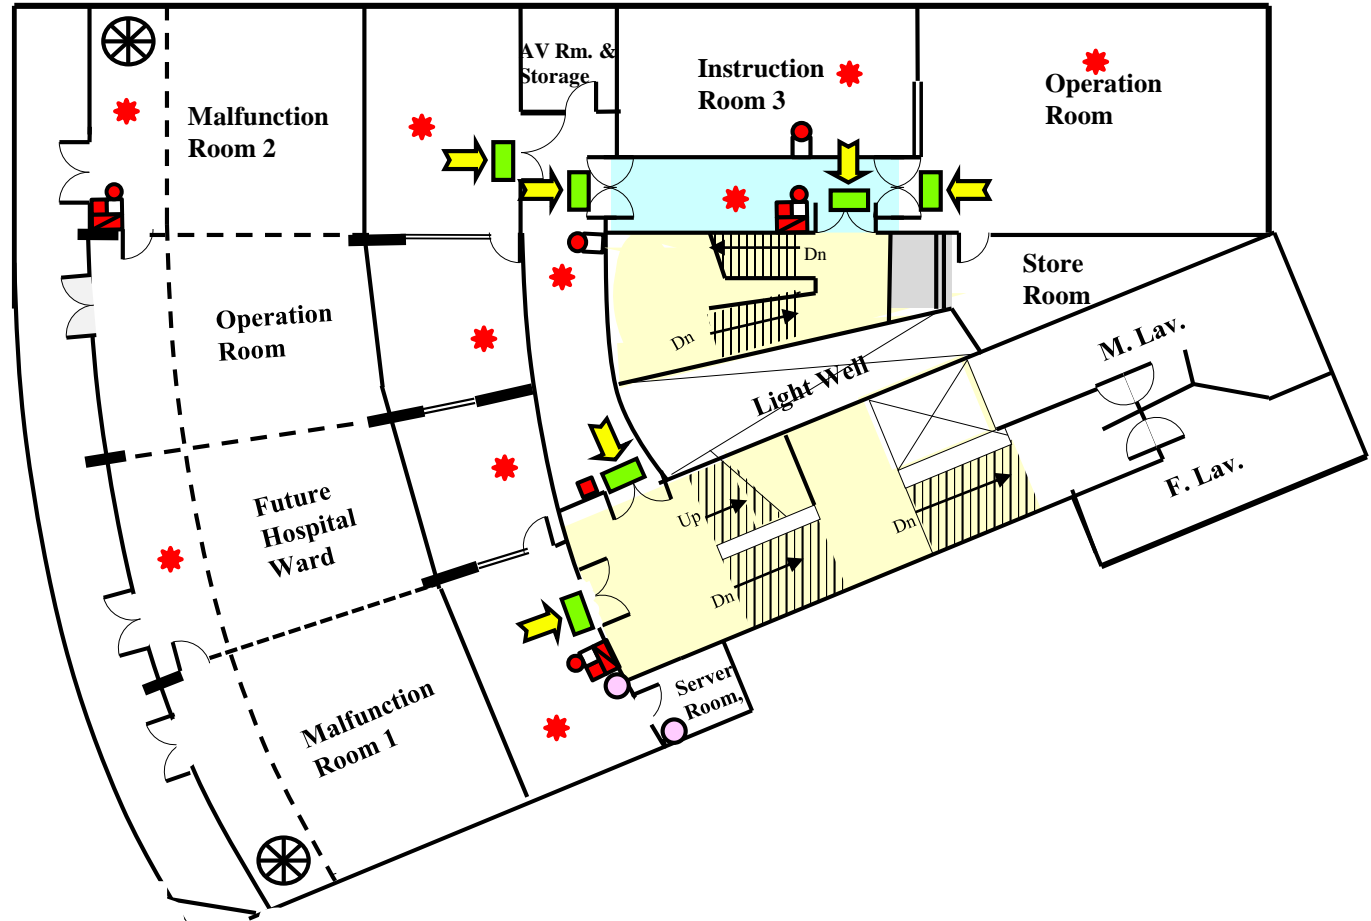 AV Rm. &
Storage
Instruction
Room 3
Operation
Room
Malfunction
Room 2
Dn
Store
Room
Operation
Room
Dn
M. Lav.
Light Well
F. Lav.
Future
Hospital
Ward
Up
Dn
Dn
Server
Room,
Malfunction
Room 1